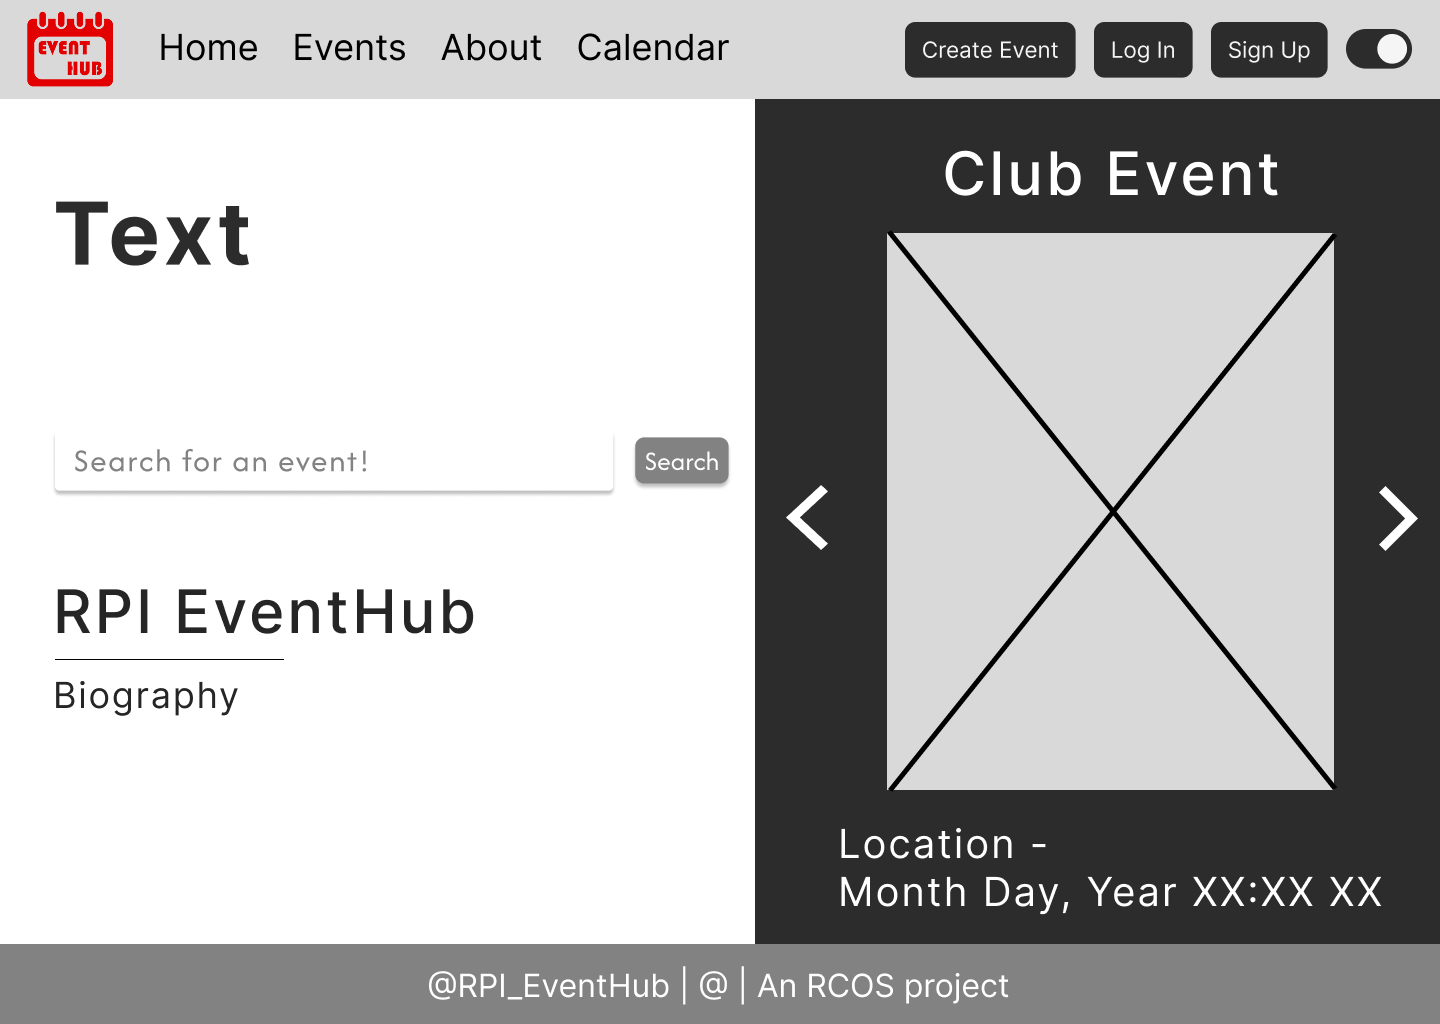 EVENT
HUB
Home Events About Calendar
Create Event Log In Sign Up
Text
Search for an event! Search
RPI EventHub
Biography
Club Event
Location -
Month Day, Year XX:XX XX
@RPI_EventHub | @ | An RCOS project